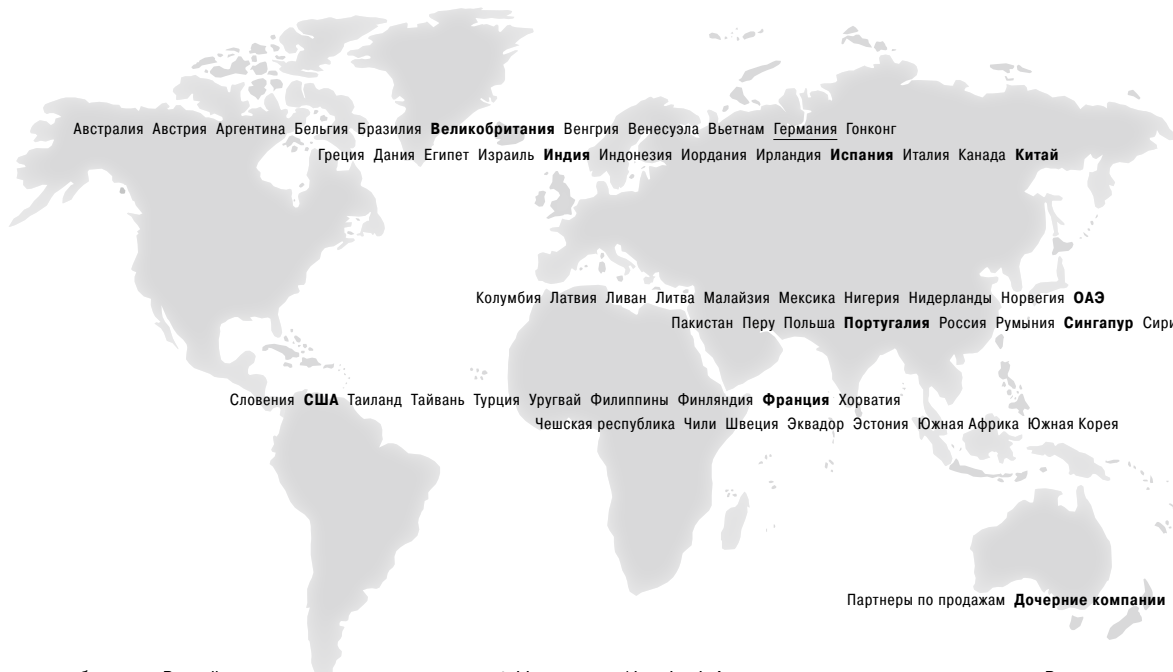 Австралия Австрия Аргентина Бельгия Бразилия Великобритания Венгрия Венесуэла Вьетнам Германия Гонконг
Греция Дания Египет Израиль Индия Индонезия Иордания Ирландия Испания Италия Канада Китай
Колумбия Латвия Ливан Литва Малайзия Мексика Нигерия Нидерланды Норвегия ОАЭ
Пакистан Перу Польша Португалия Россия Румыния Сингапур
Словения США Таиланд Тайвань Турция Уругвай Филиппины Финляндия Франция Хорватия
Чешская республика Чили Швеция Эквадор Эстония Южная Африка Южная Корея
Партнеры по продажам Дочерние компании